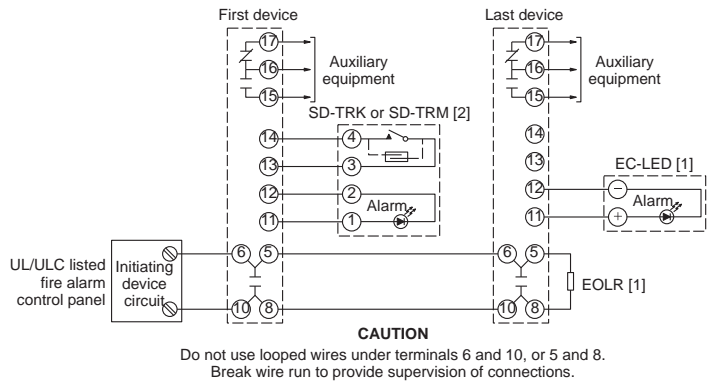 First device
Last device
17
16
15
Auxiliary
equipment
17
16
15
Auxiliary
equipment
SD-TRK or SD-TRM [2]
14
13
12
11
4
3
2
1
Alarm
14
13
12
11
EC-LED [1]
−
+
Alarm
UL/ULC listed
fire alarm
control panel
Initiating
device
circuit
6
5
10
8
6
5
10
8
EOLR [1]
CAUTION
Do not use looped wires under terminals 6 and 10, or 5 and 8.
Break wire run to provide supervision of connections.